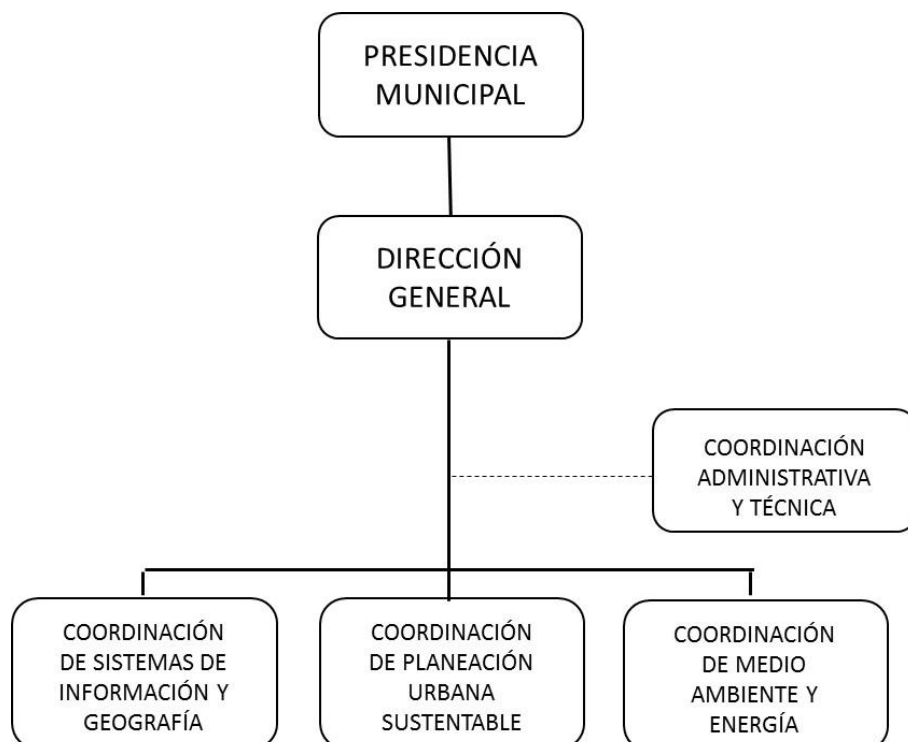 PRESIDENCIA
MUNICIPAL
DIRECCIÓN
GENERAL
COORDINACIÓN
ADMINISTRATIVA
Y TÉCNICA
COORDINACIÓN
DE SISTEMAS DE
INFORMACIÓN Y
GEOGRAFÍA
COORDINACIÓN
DE PLANEACIÓN
URBANA
SUSTENTABLE
COORDINACIÓN
DE MEDIO
AMBIENTE Y
ENERGÍA